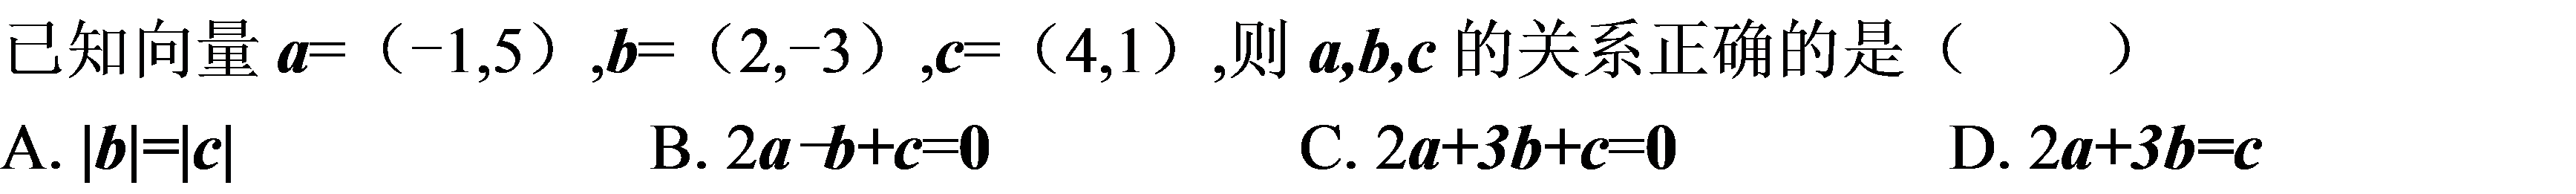 已知向量 a=（−1,5）,b=（2,−3）,c=（4,1）,则 a,b,c 的关系正确的是（　　）
A. |b|=|c|　　B. 2a−b+c=0　　C. 2a+3b+c=0　　D. 2a+3b=c